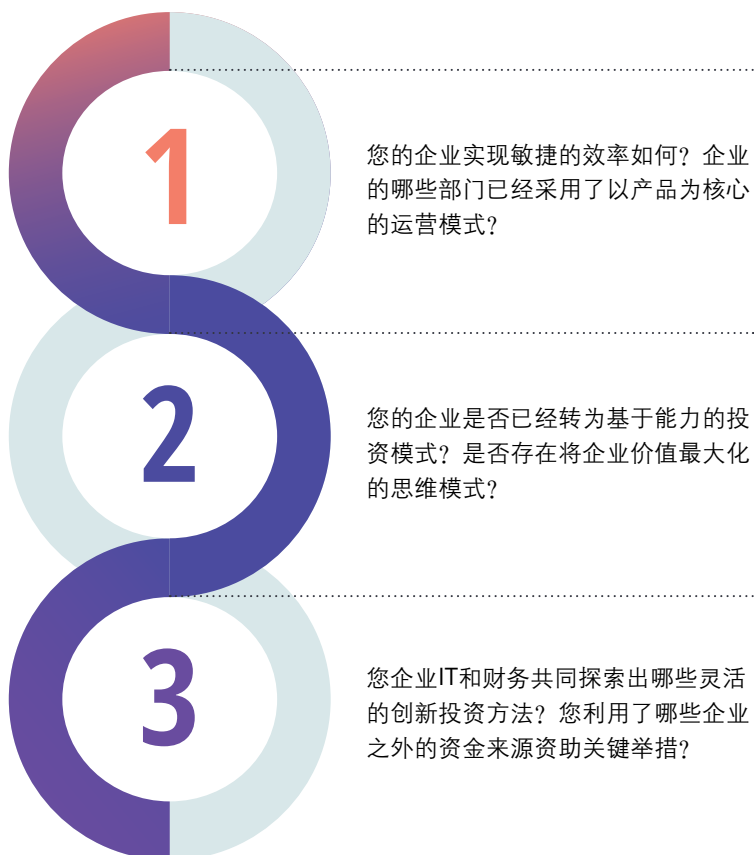 1
您的企业实现敏捷的效率如何？企业
的哪些部门已经采用了以产品为核心
的运营模式？
2
您的企业是否已经转为基于能力的投
资模式？是否存在将企业价值最大化
的思维模式？
3
您企业IT和财务共同探索出哪些灵活
的创新投资方法？您利用了哪些企业
之外的资金来源资助关键举措？